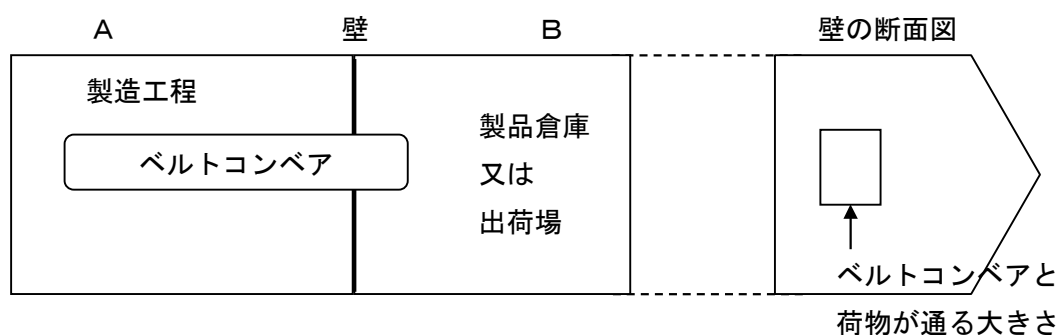 A
壁
B
壁の断面図
製造工程
ベルトコンベア
製品倉庫
又は
出荷場
ベルトコンベアと
荷物が通る大きさ